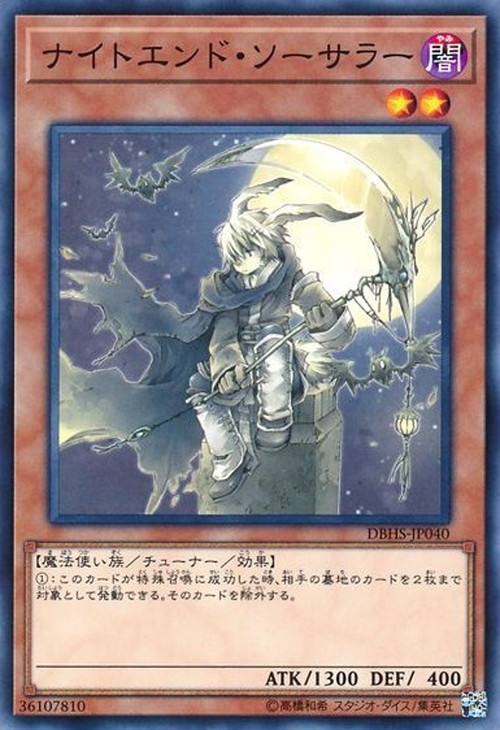 ナイトエンド・ソーサラー 闇
DBHS-JP040
【魔法使い族/チューナー/効果】
①:このカードが特殊召喚に成功した時、相手の墓地のカードを2枚まで
対象として発動できる。そのカードを除外する。
ATK/1300 DEF/ 400
36107810 ©高橋和希 スタジオ・ダイス/集英社